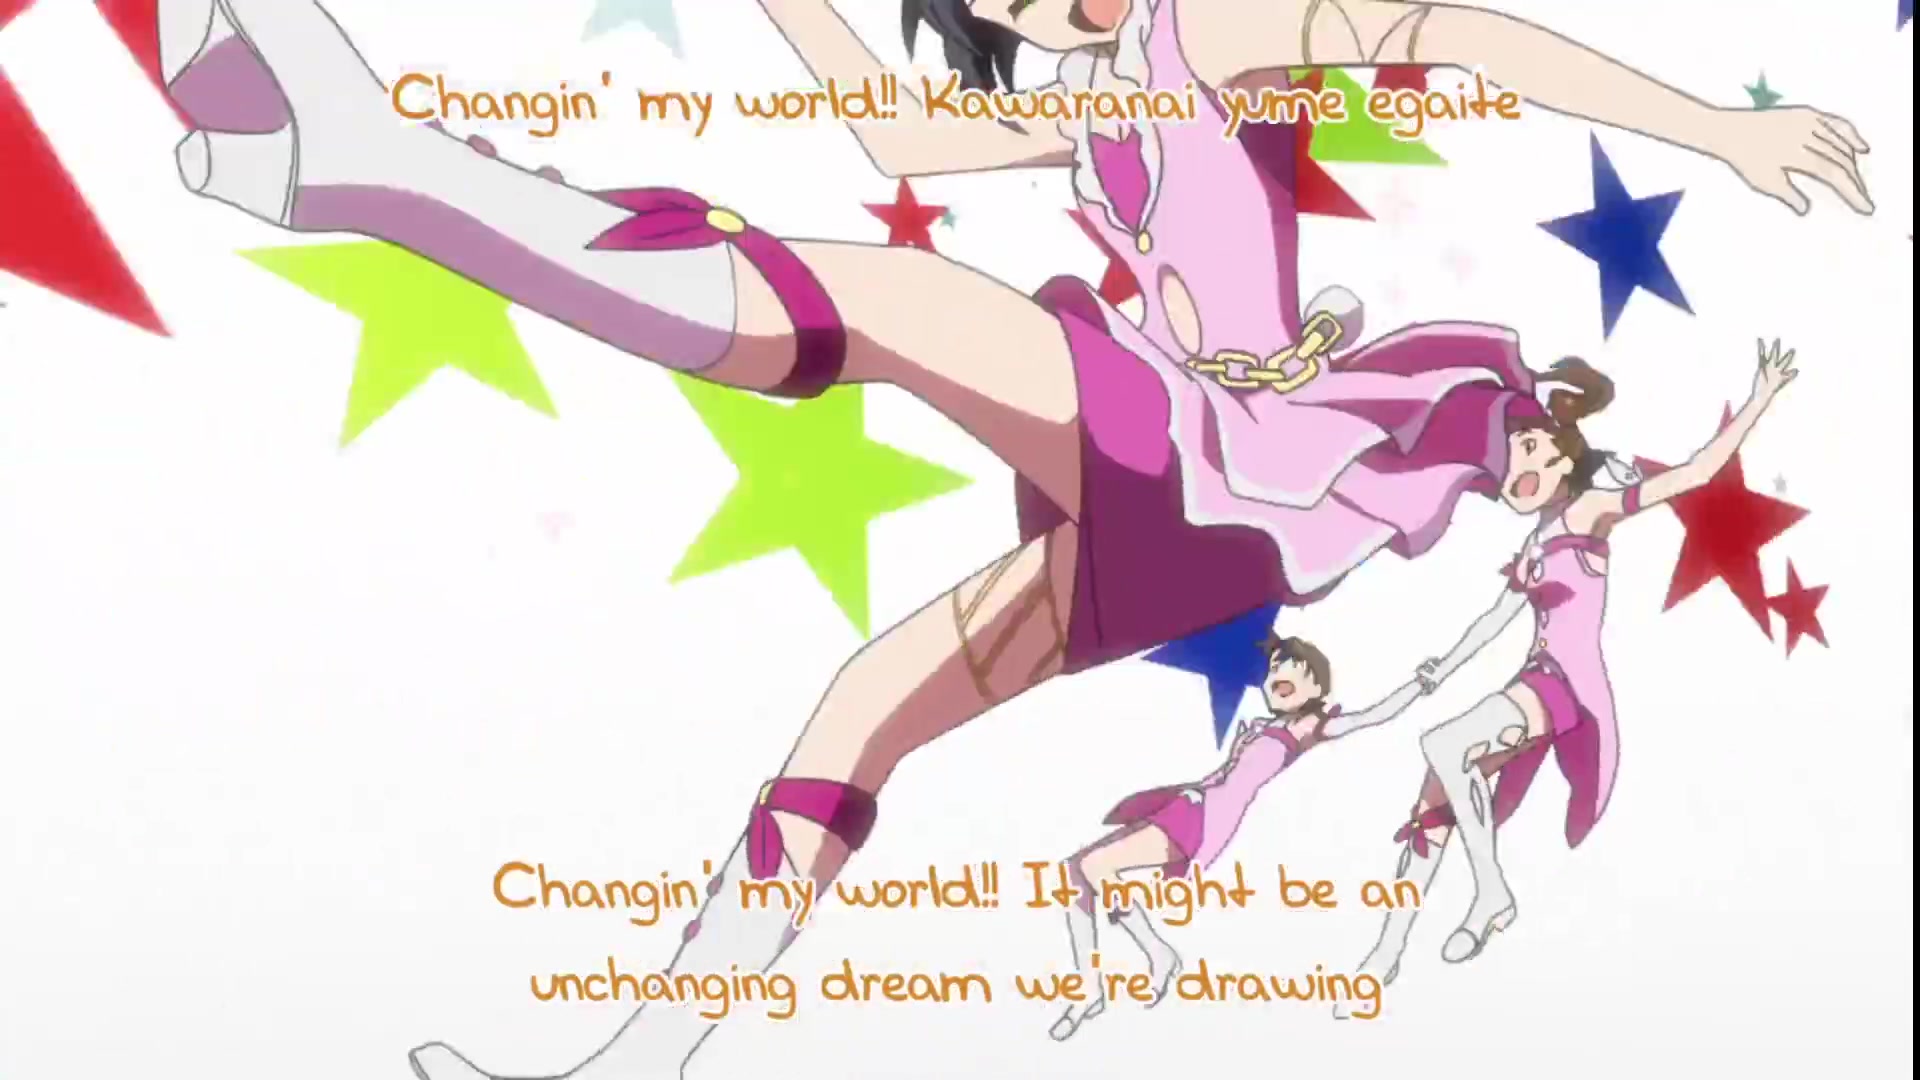 Changin' my world!! Kawaranai yume egaite
Changin' my world!! It might be an
unchanging dream we're drawing